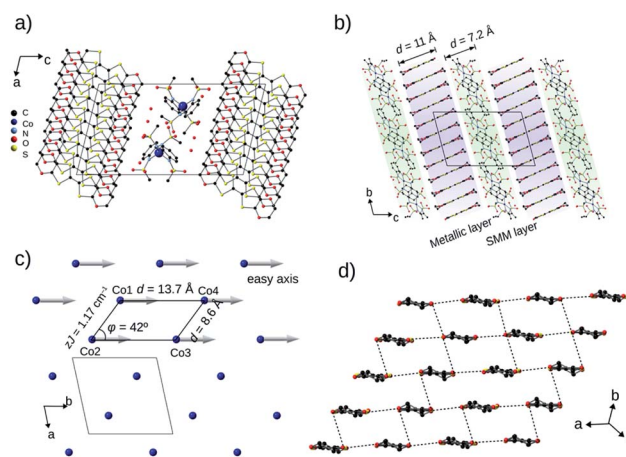 a)
c
a
C
Co
N
O
S
b)
d = 11 Å
d = 7.2 Å
b
c
Metallic layer
SMM layer
c)
easy axis
Co1 d = 13.7 Å Co4
zJ = 1.17 cm⁻¹
φ = 42º
d = 8.6 Å
Co2
Co3
b
a
d)
b
a